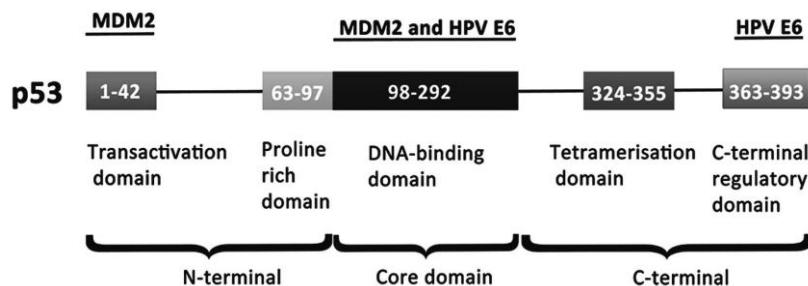 MDM2
MDM2 and HPV E6
HPV E6
p53
1-42
63-97
98-292
324-355
363-393
Transactivation
domain
Proline
rich
domain
DNA-binding
domain
Tetramerisation
domain
C-terminal
regulatory
domain
N-terminal
Core domain
C-terminal